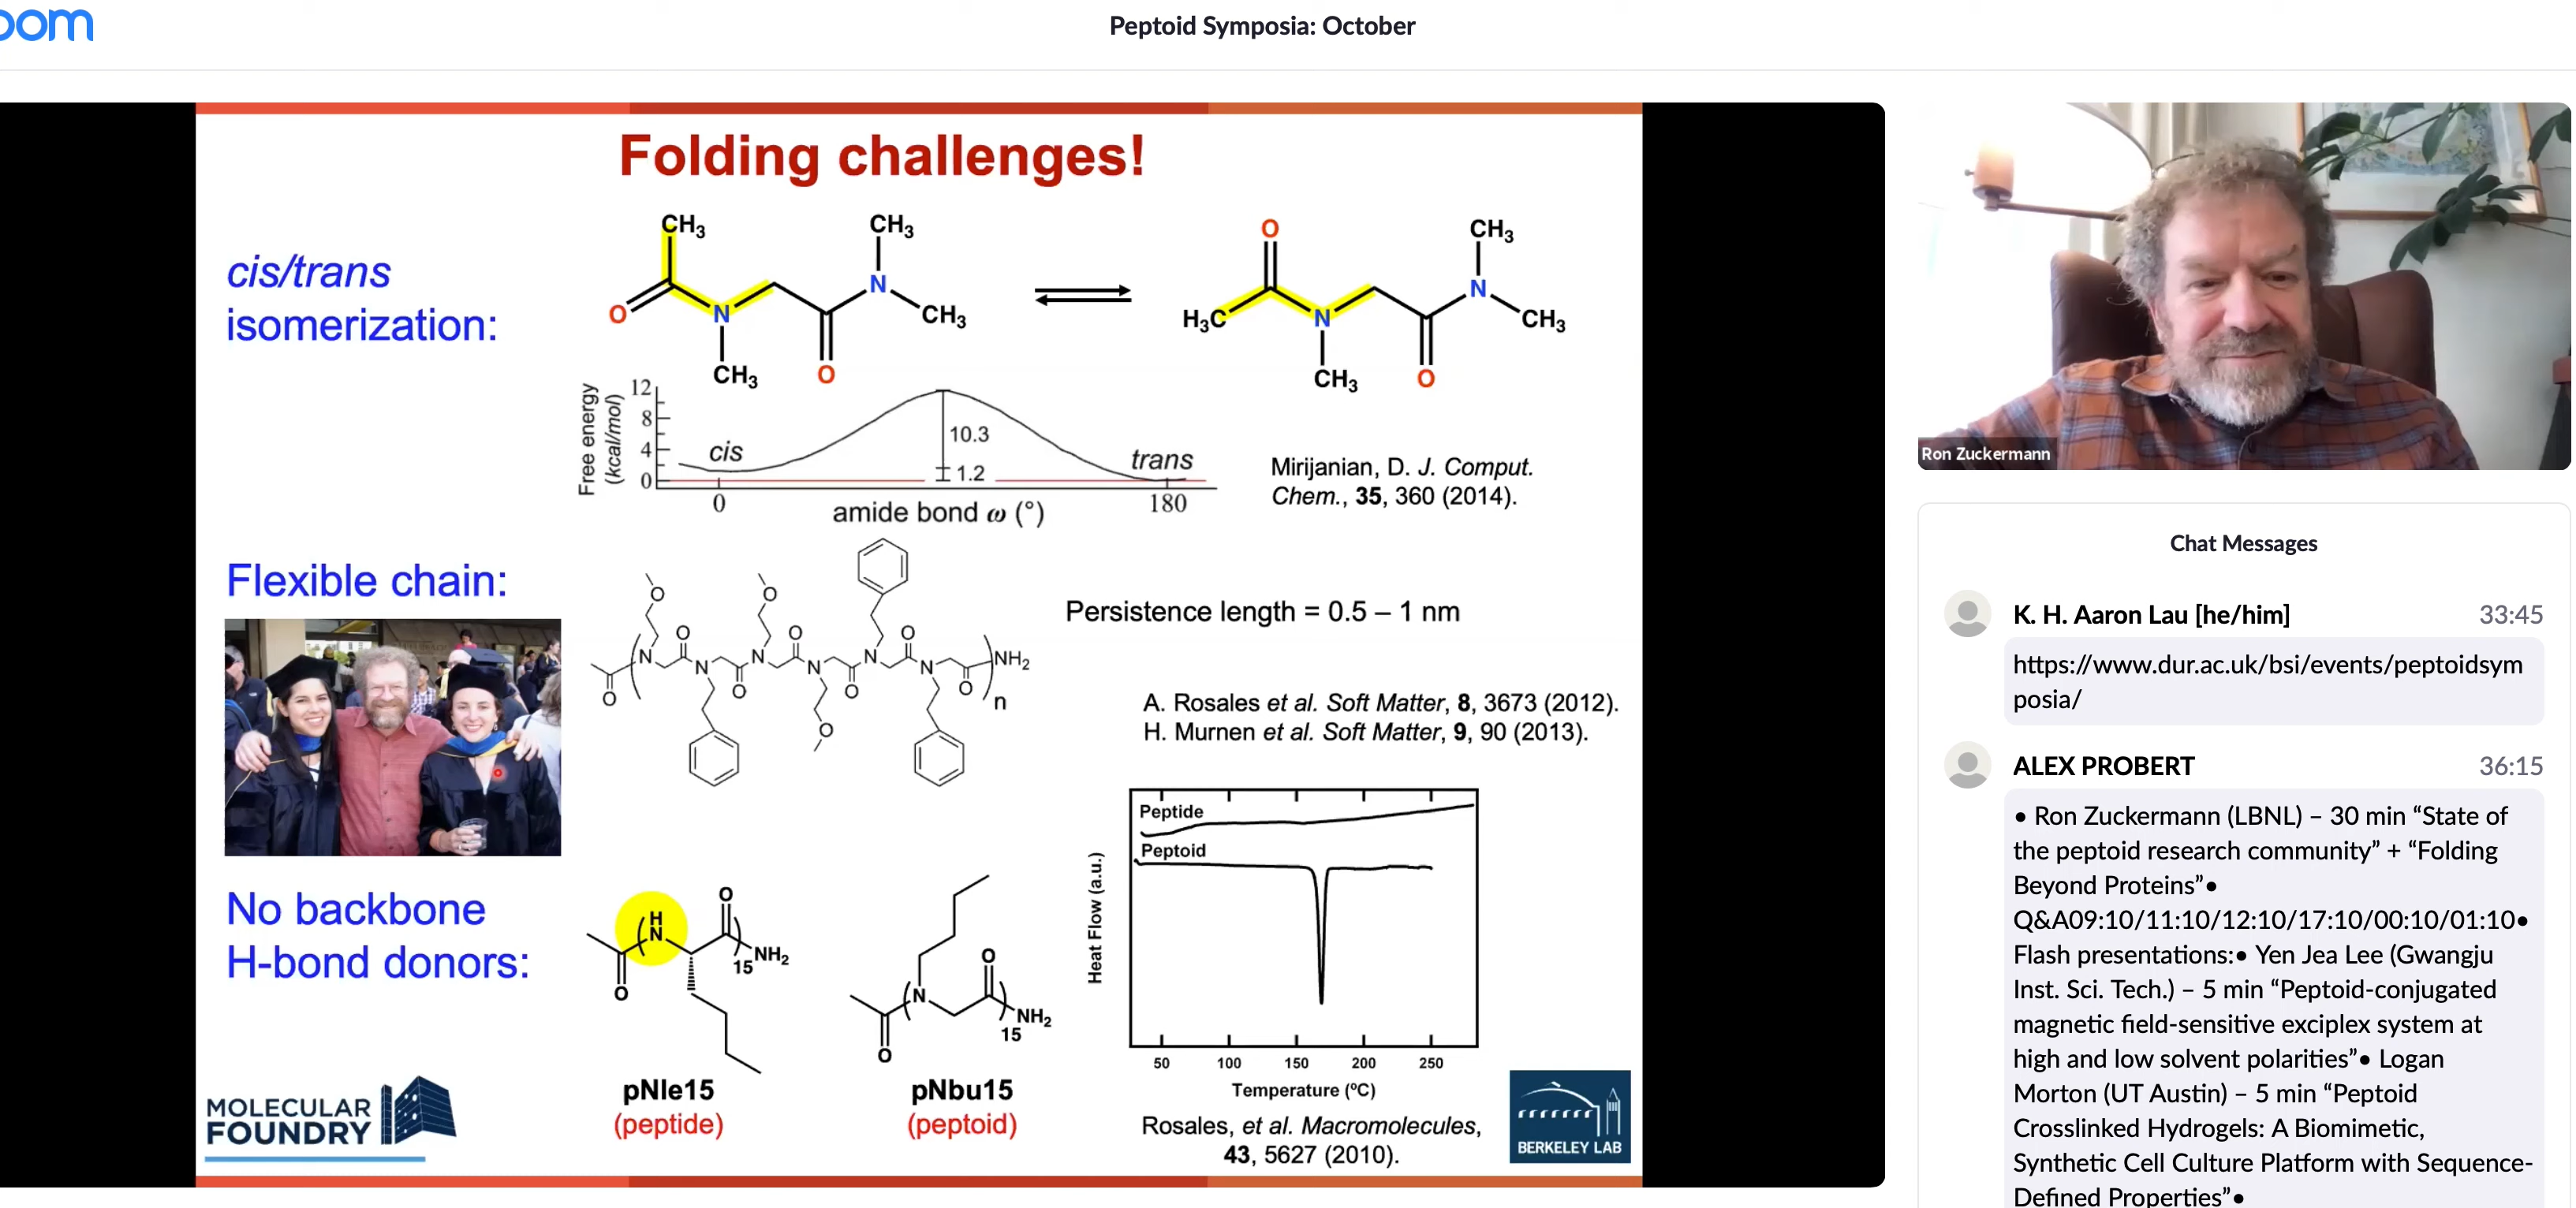 oom
Peptoid Symposia: October
Folding challenges!
cis/trans
isomerization:
CH3
O
N
CH3
O
CH3
N
CH3
O
H3C
N
CH3
O
CH3
N
CH3
Free energy
(kcal/mol)
12
8
4
0
cis
10.3
1.2
trans
0
180
amide bond ω (°)
Mirijanian, D. J. Comput.
Chem., 35, 360 (2014).
Flexible chain:
O
O
O
O
O
N
N
N
N
N
N
NH2
O
O
O
O
O
n
Persistence length = 0.5 – 1 nm
A. Rosales et al. Soft Matter, 8, 3673 (2012).
H. Murnen et al. Soft Matter, 9, 90 (2013).
No backbone
H-bond donors:
O
H
N
NH2
15
O
pNle15
(peptide)
O
N
NH2
15
O
pNbu15
(peptoid)
Heat Flow (a.u.)
Peptide
Peptoid
50 100 150 200 250
Temperature (ºC)
Rosales, et al. Macromolecules,
43, 5627 (2010).
MOLECULAR
FOUNDRY
BERKELEY LAB
Ron Zuckermann
Chat Messages
K. H. Aaron Lau [he/him] 33:45
https://www.dur.ac.uk/bsi/events/peptoidsym
posia/
ALEX PROBERT 36:15
• Ron Zuckermann (LBNL) – 30 min “State of
the peptoid research community” + “Folding
Beyond Proteins”•
Q&A09:10/11:10/12:10/17:10/00:10/01:10•
Flash presentations:• Yen Jea Lee (Gwangju
Inst. Sci. Tech.) – 5 min “Peptoid-conjugated
magnetic field-sensitive exciplex system at
high and low solvent polarities”• Logan
Morton (UT Austin) – 5 min “Peptoid
Crosslinked Hydrogels: A Biomimetic,
Synthetic Cell Culture Platform with Sequence-
Defined Properties”•